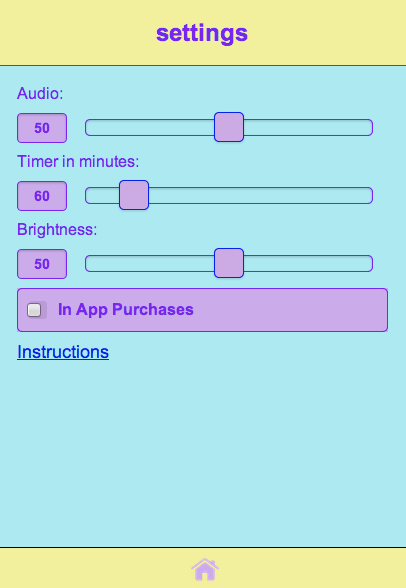 settings
Audio:
50
Timer in minutes:
60
Brightness:
50
In App Purchases
Instructions